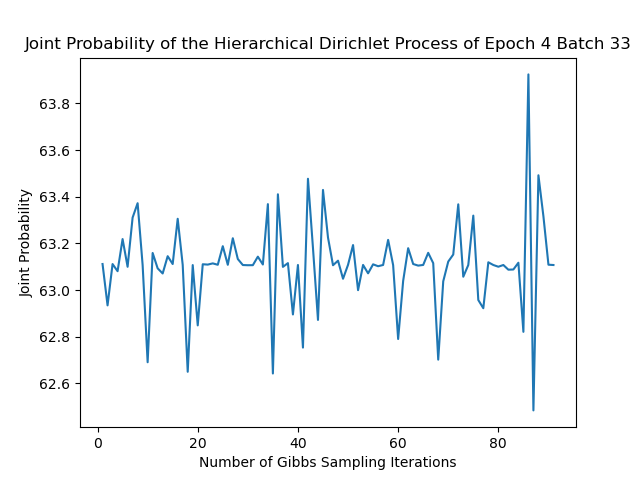 Joint Probability of the Hierarchical Dirichlet Process of Epoch 4 Batch 33
Joint Probability
63.8
63.6
63.4
63.2
63.0
62.8
62.6
0 20 40 60 80
Number of Gibbs Sampling Iterations